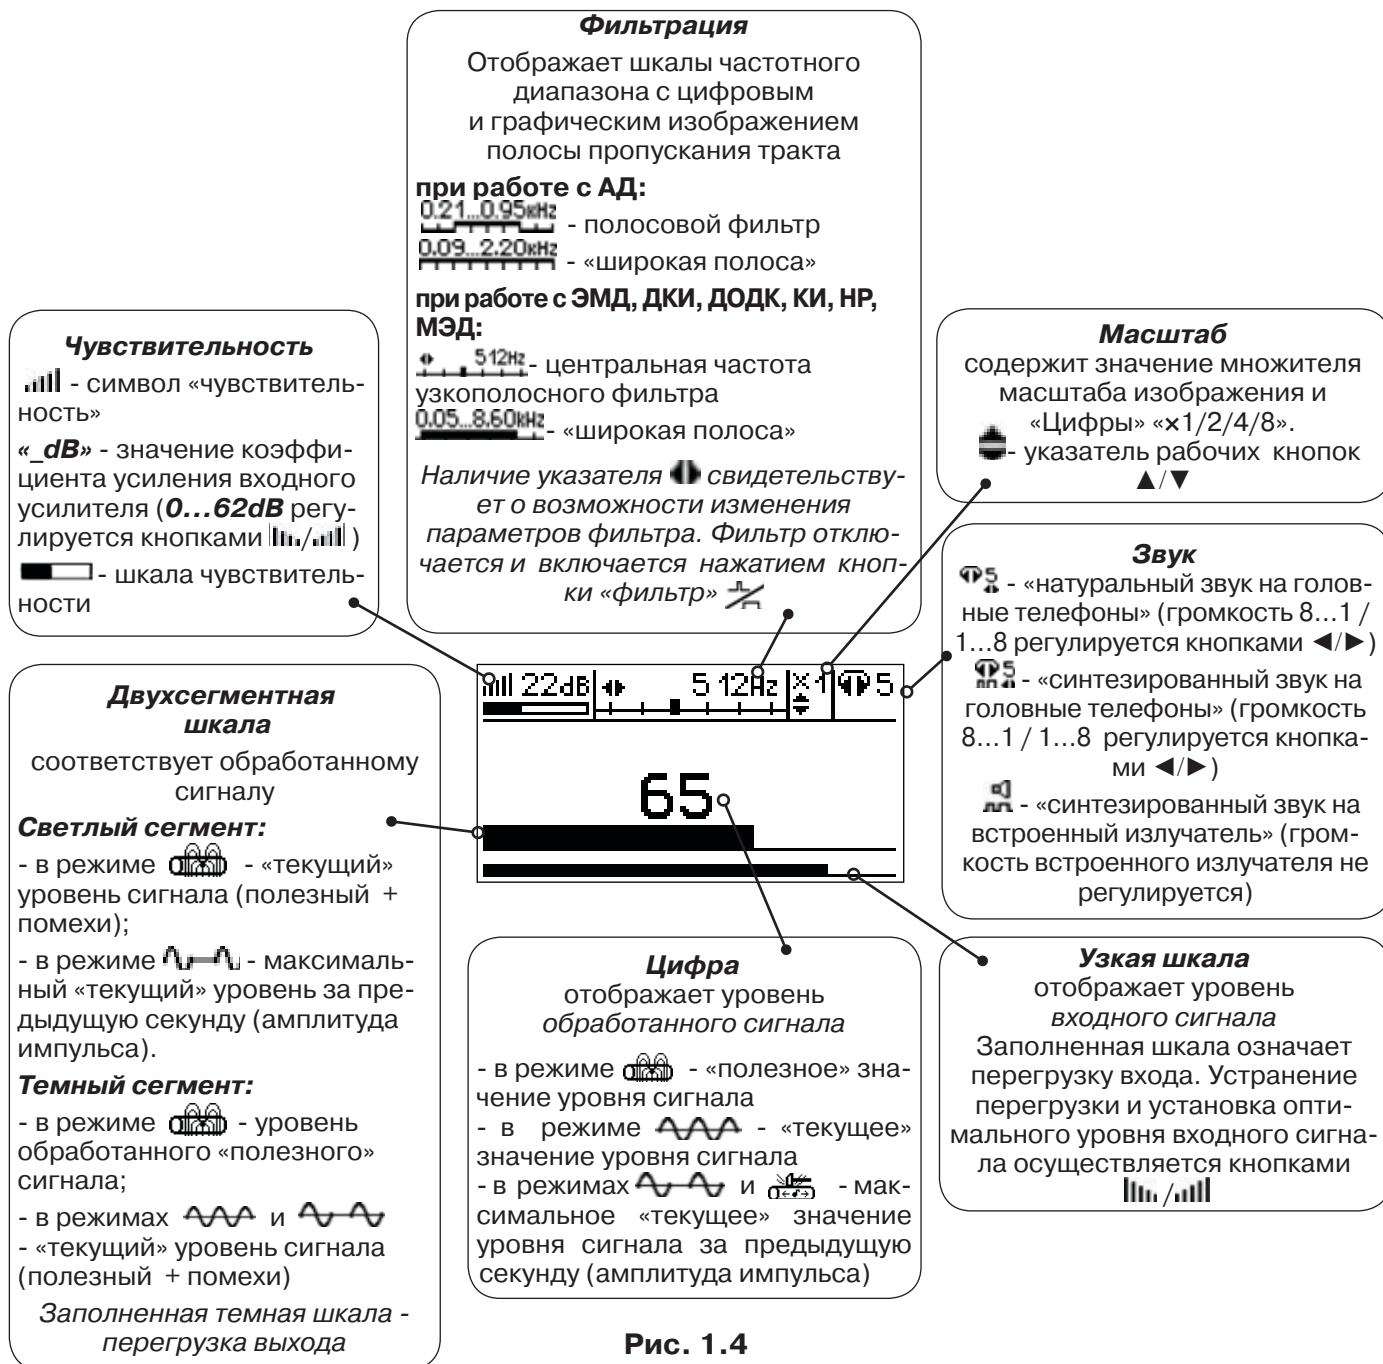 Фильтрация
Отображает шкалы частотного
диапазона с цифровым
и графическим изображением
полосы пропускания тракта
при работе с АД:
0.21...0.95кHz - полосовой фильтр
0.09...2.20кHz - «широкая полоса»
при работе с ЭМД, ДКИ, ДОДК, КИ, НР,
МЭД:
512Hz - центральная частота
узкополосного фильтра
0.05...8.60кHz - «широкая полоса»
Наличие указателя свидетельству-
ет о возможности изменения
параметров фильтра. Фильтр отклю-
чается и включается нажатием кноп-
ки «фильтр»
Чувствительность
- символ «чувствитель-
ность»
«_dB» - значение коэффи-
циента усиления входного
усилителя (0...62dB регу-
лируется кнопками / )
- шкала чувствитель-
ности
Масштаб
содержит значение множителя
масштаба изображения и
«Цифры» «×1/2/4/8».
- указатель рабочих кнопок
▲/▼
Звук
5 - «натуральный звук на голов-
ные телефоны» (громкость 8...1 /
1...8 регулируется кнопками ◄/►)
5 - «синтезированный звук на
головные телефоны» (громкость
8...1 / 1...8 регулируется кнопка-
ми ◄/►)
- «синтезированный звук на
встроенный излучатель» (гром-
кость встроенного излучателя не
регулируется)
Двухсегментная
шкала
соответствует обработанному
сигналу
Светлый сегмент:
- в режиме - «текущий»
уровень сигнала (полезный +
помехи);
- в режиме - максималь-
ный «текущий» уровень за пре-
дыдущую секунду (амплитуда
импульса).
Темный сегмент:
- в режиме - уровень
обработанного «полезного»
сигнала;
- в режимах и
- «текущий» уровень сигнала
(полезный + помехи)
Заполненная темная шкала -
перегрузка выхода
22dB 512Hz ×1 5
65
Цифра
отображает уровень
обработанного сигнала
- в режиме - «полезное» зна-
чение уровня сигнала
- в режиме - «текущее»
значение уровня сигнала
- в режимах и - мак-
симальное «текущее» значение
уровня сигнала за предыдущую
секунду (амплитуда импульса)
Узкая шкала
отображает уровень
входного сигнала
Заполненная шкала означает
перегрузку входа. Устранение
перегрузки и установка опти-
мального уровня входного сигна-
ла осуществляется кнопками
/
Рис. 1.4